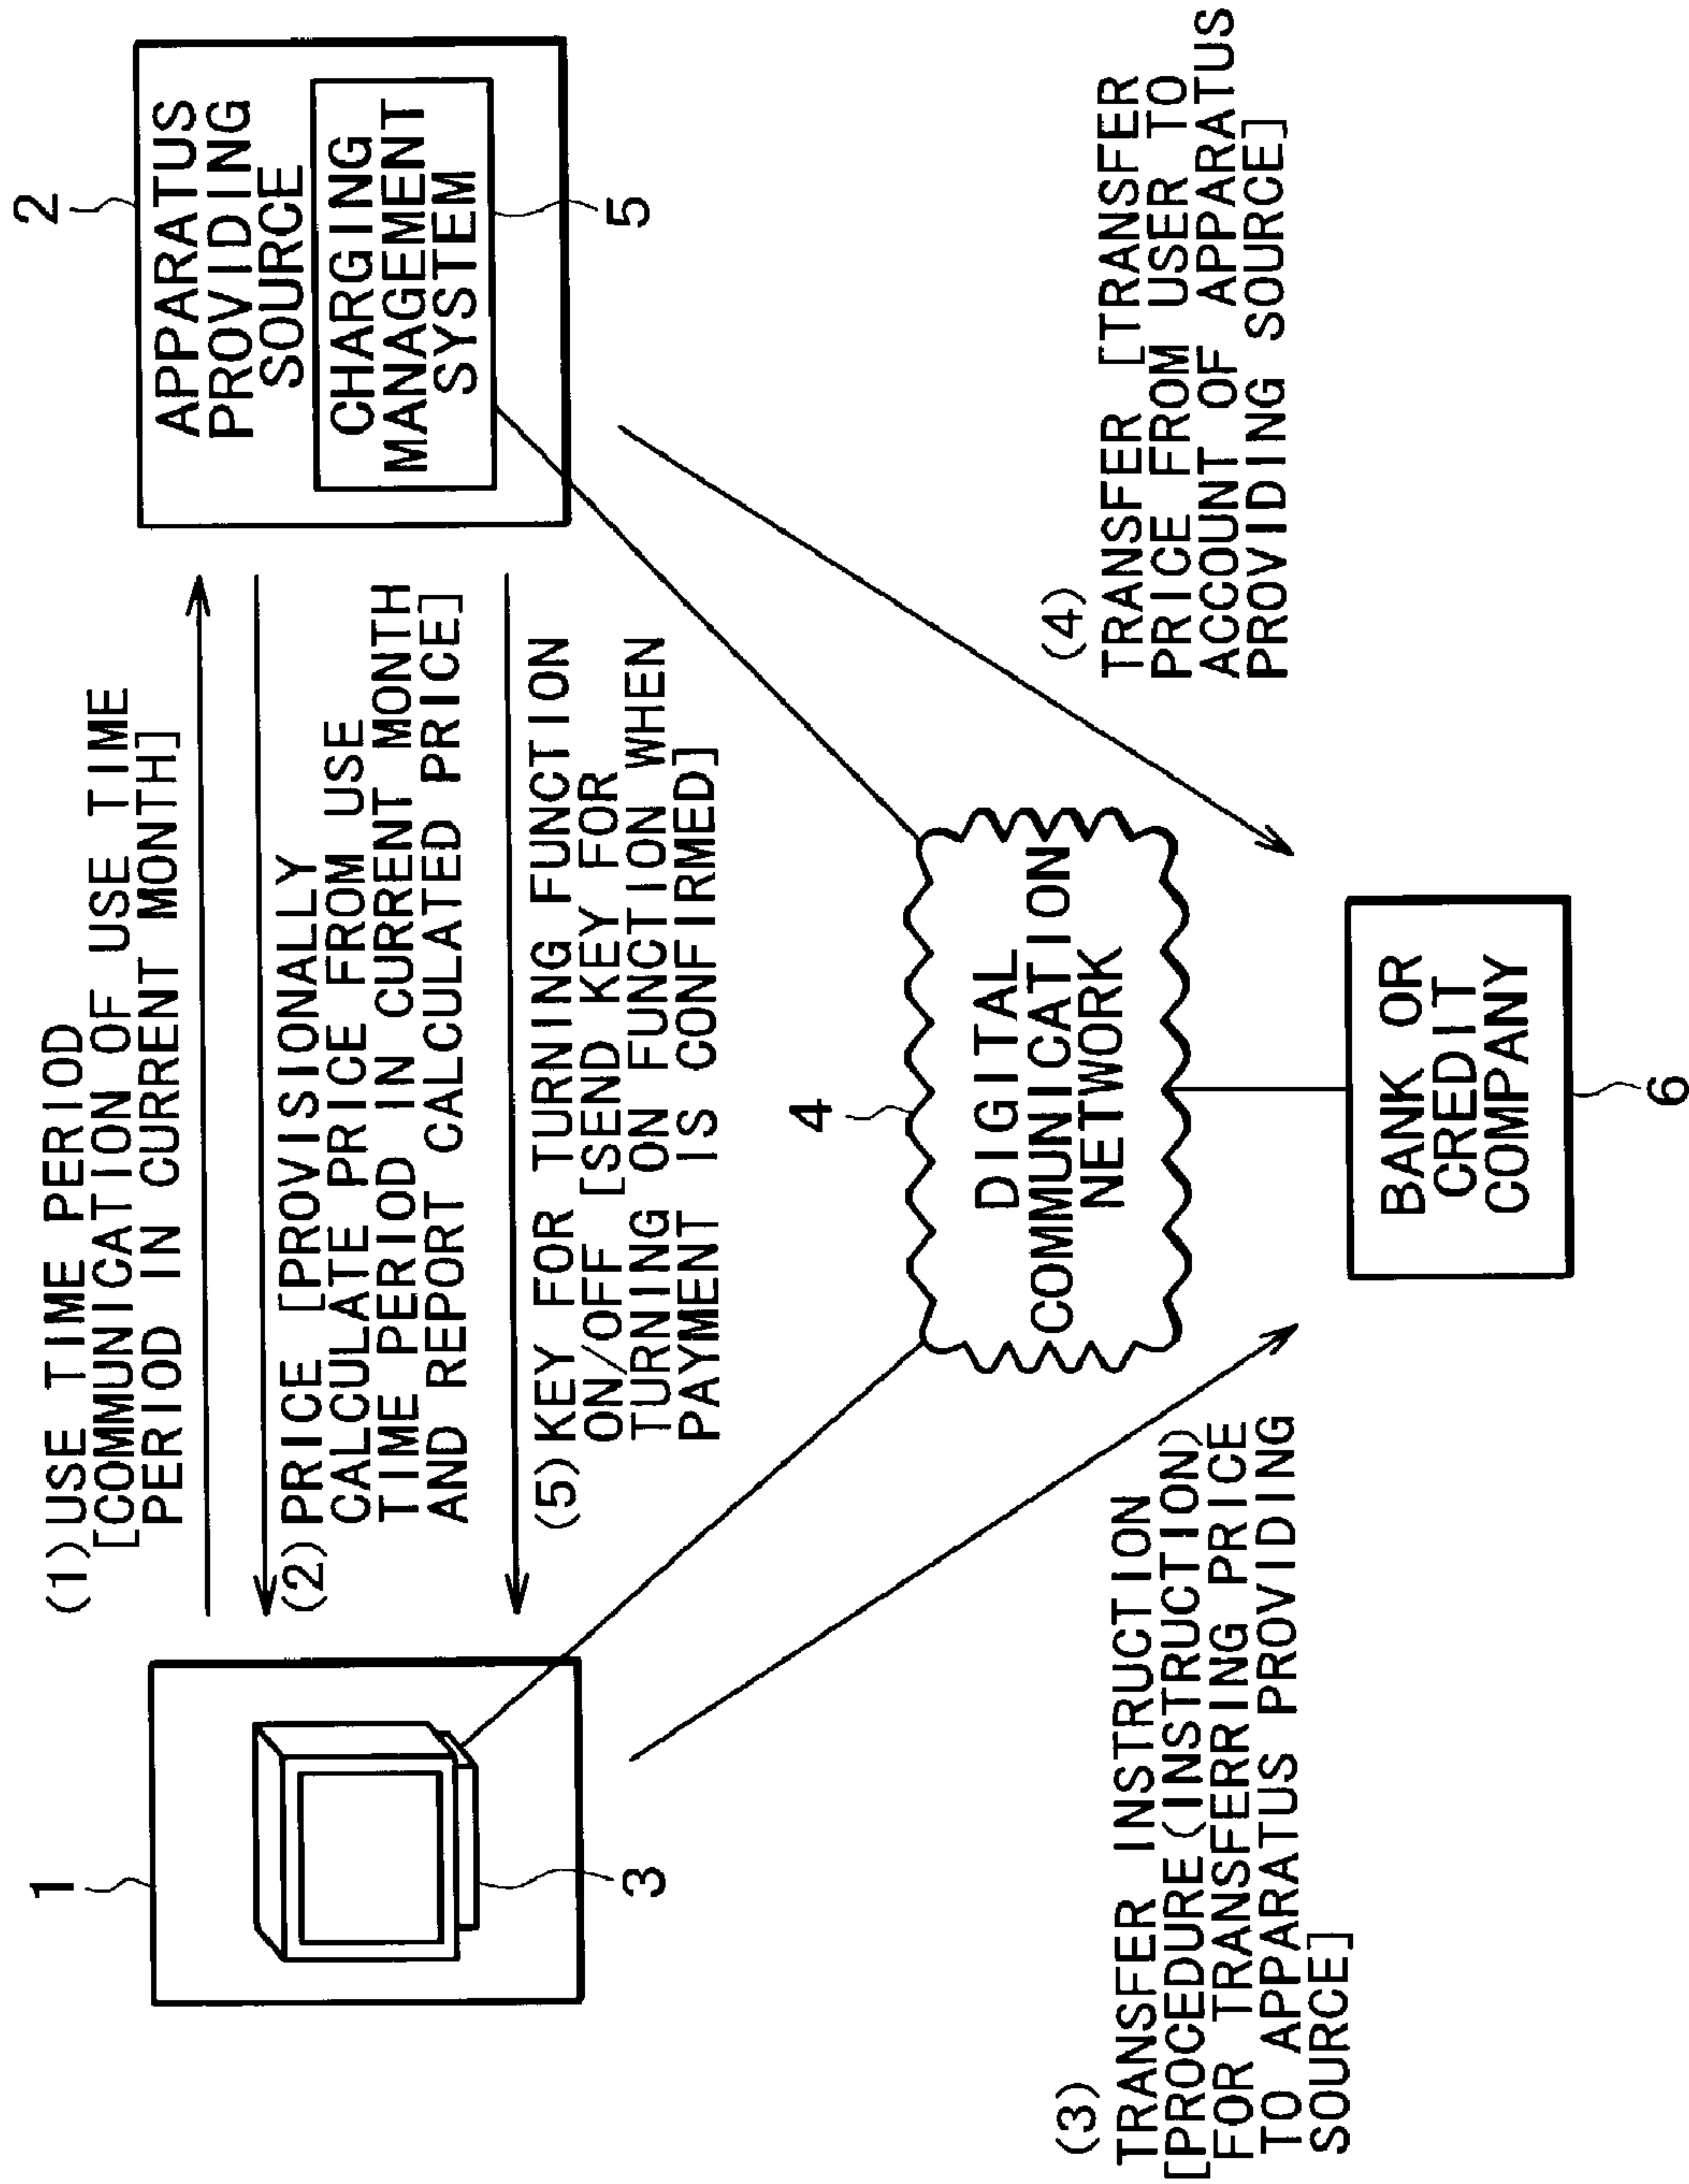 (1) USE TIME PERIOD
[COMMUNICATION OF USE TIME
PERIOD IN CURRENT MONTH]
(2) PRICE [PROVISIONALLY
CALCULATE PRICE FROM USE
TIME PERIOD IN CURRENT MONTH
AND REPORT CALCULATED PRICE]
(5) KEY FOR TURNING FUNCTION
ON/OFF [SEND KEY FOR
TURNING ON FUNCTION WHEN
PAYMENT IS CONFIRMED]
1
3
2
APPARATUS
PROVIDING
SOURCE
CHARGING
MANAGEMENT
SYSTEM
5
4
DIGITAL
COMMUNICATION
NETWORK
(3)
TRANSFER INSTRUCTION
[PROCEDURE(INSTRUCTION)
FOR TRANSFERRING PRICE
TO APPARATUS PROVIDING
SOURCE]
(4)
TRANSFER [TRANSFER
PRICE FROM USER TO
ACCOUNT OF APPARATUS
PROVIDING SOURCE]
BANK OR
CREDIT
COMPANY
6